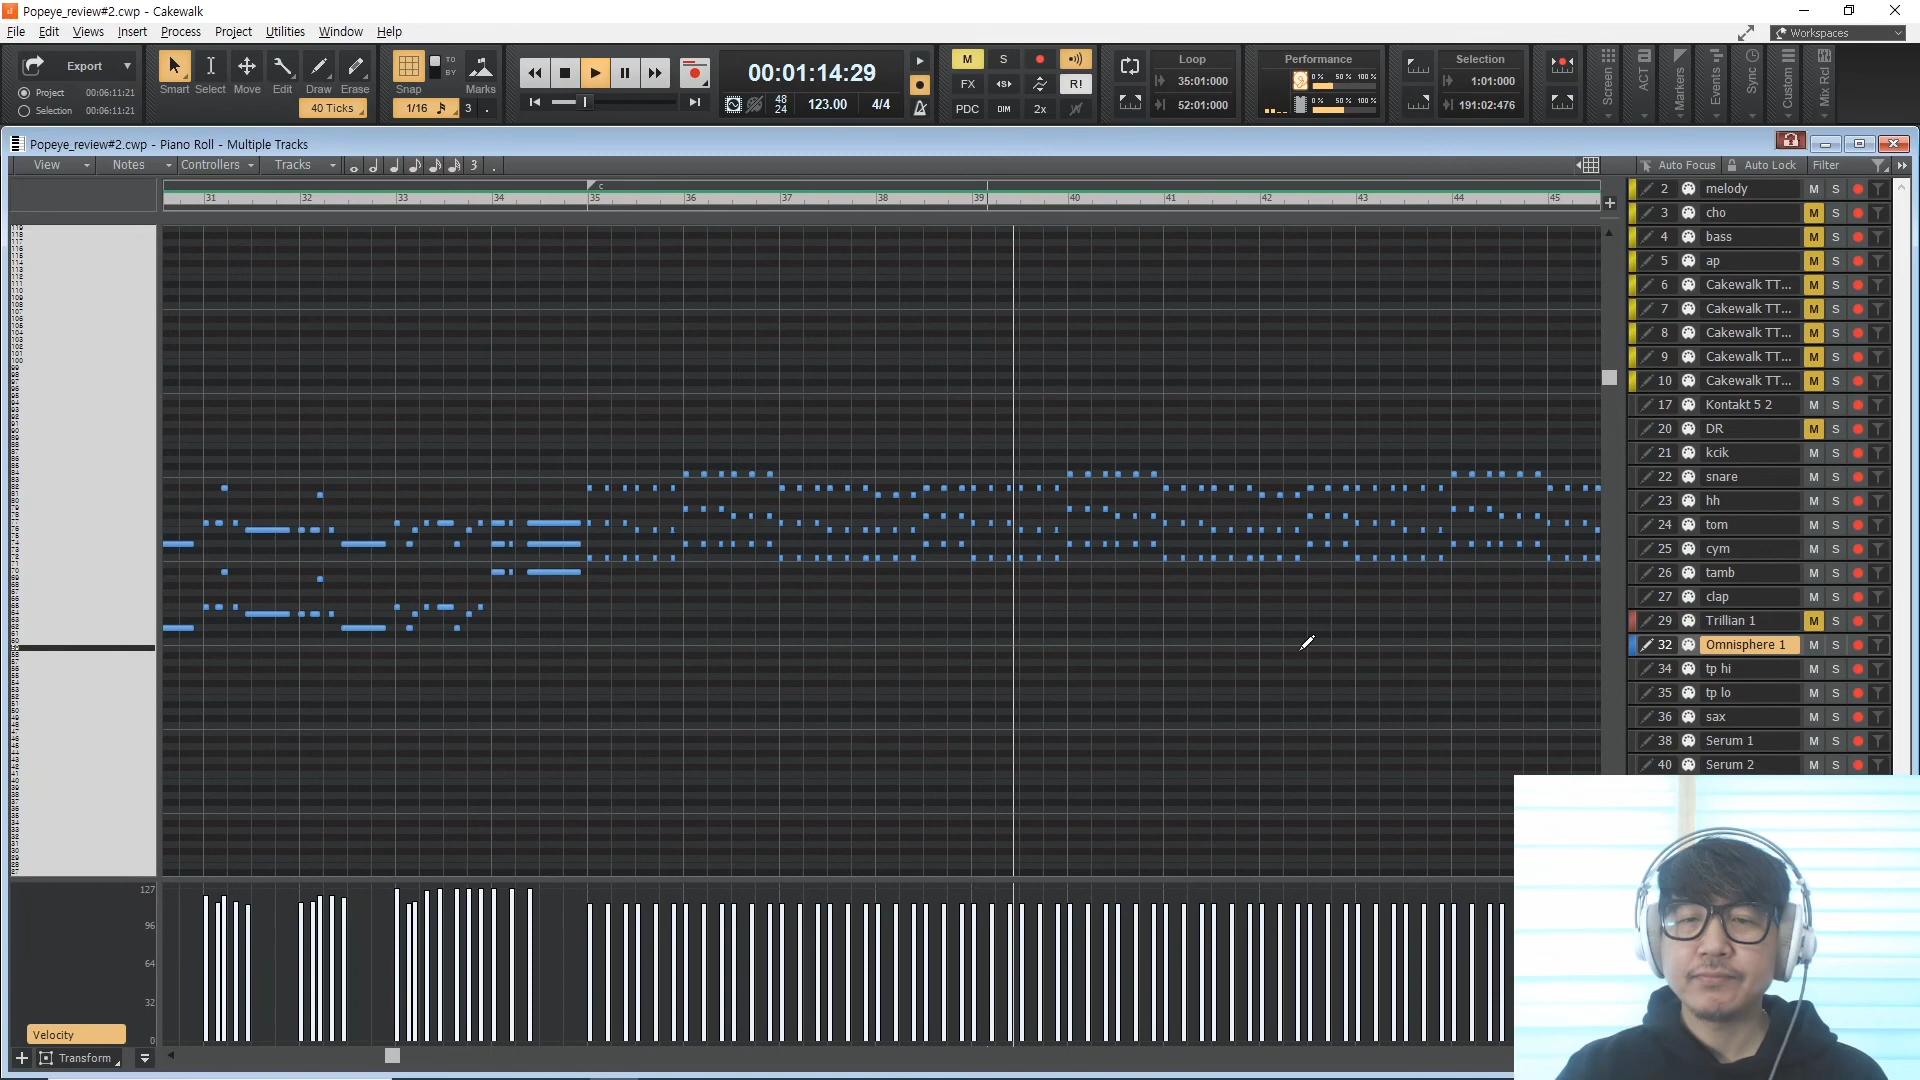 Popeye_review#2.cwp - Cakewalk
File Edit Views Insert Process Project Utilities Window Help
Workspaces
Export
Project 00:06:11:21
Selection 00:06:11:21
Smart Select Move Edit Draw Erase
40 Ticks
Snap
TO
BY
Marks
1/16 3 .
00:01:14:29
48
24
123.00 4/4
M S
FX
R!
PDC DIM 2x
Loop
35:01:000
52:01:000
Performance
0 % 50 % 100 %
0 % 50 % 100 %
Selection
1:01:000
191:02:476
Screen
ACT
Markers
Events
Sync
Custom
Mix Rcl
Popeye_review#2.cwp - Piano Roll - Multiple Tracks
View Notes Controllers Tracks 3 .
Auto Focus Auto Lock Filter
c
31 32 33 34 35 36 37 38 39 40 41 42 43 44 45
2 melody M S
3 cho M S
4 bass M S
5 ap M S
6 Cakewalk TT... M S
7 Cakewalk TT... M S
8 Cakewalk TT... M S
9 Cakewalk TT... M S
10 Cakewalk TT... M S
17 Kontakt 5 2 M S
20 DR M S
21 kcik M S
22 snare M S
23 hh M S
24 tom M S
25 cym M S
26 tamb M S
27 clap M S
29 Trillian 1 M S
32 Omnisphere 1 M S
34 tp hi M S
35 tp lo M S
36 sax M S
38 Serum 1 M S
40 Serum 2 M S
127
96
64
32
0
Velocity
Transform